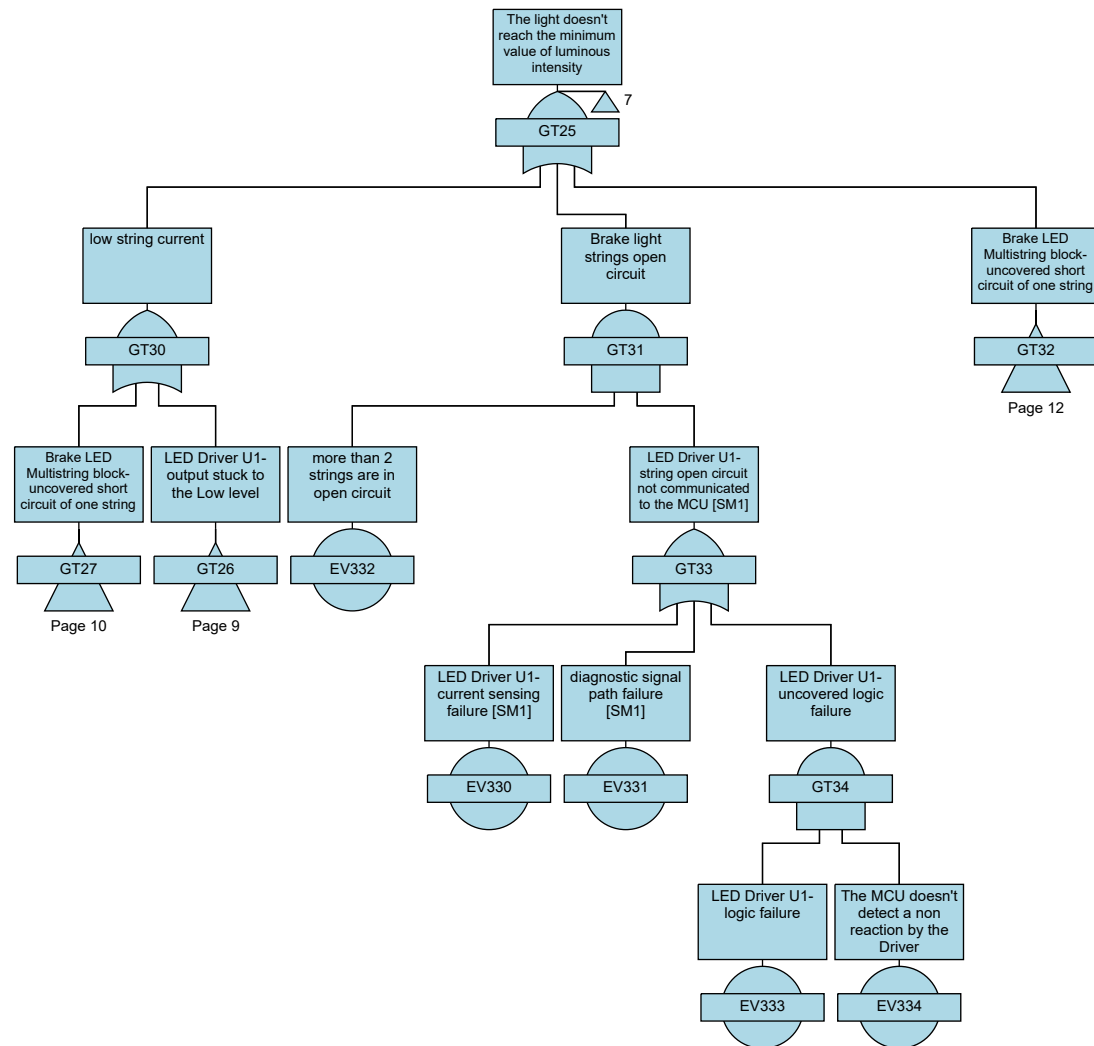 The light doesn't
reach the minimum
value of luminous
intensity
7
GT25
low string current
GT30
Brake light
strings open
circuit
GT31
Brake LED
Multistring block-
uncovered short
circuit of one string
GT32
Page 12
Brake LED
Multistring block-
uncovered short
circuit of one string
GT27
Page 10
LED Driver U1-
output stuck to
the Low level
GT26
Page 9
more than 2
strings are in
open circuit
EV332
LED Driver U1-
string open circuit
not communicated
to the MCU [SM1]
GT33
LED Driver U1-
current sensing
failure [SM1]
EV330
diagnostic signal
path failure
[SM1]
EV331
LED Driver U1-
uncovered logic
failure
GT34
LED Driver U1-
logic failure
EV333
The MCU doesn't
detect a non
reaction by the
Driver
EV334